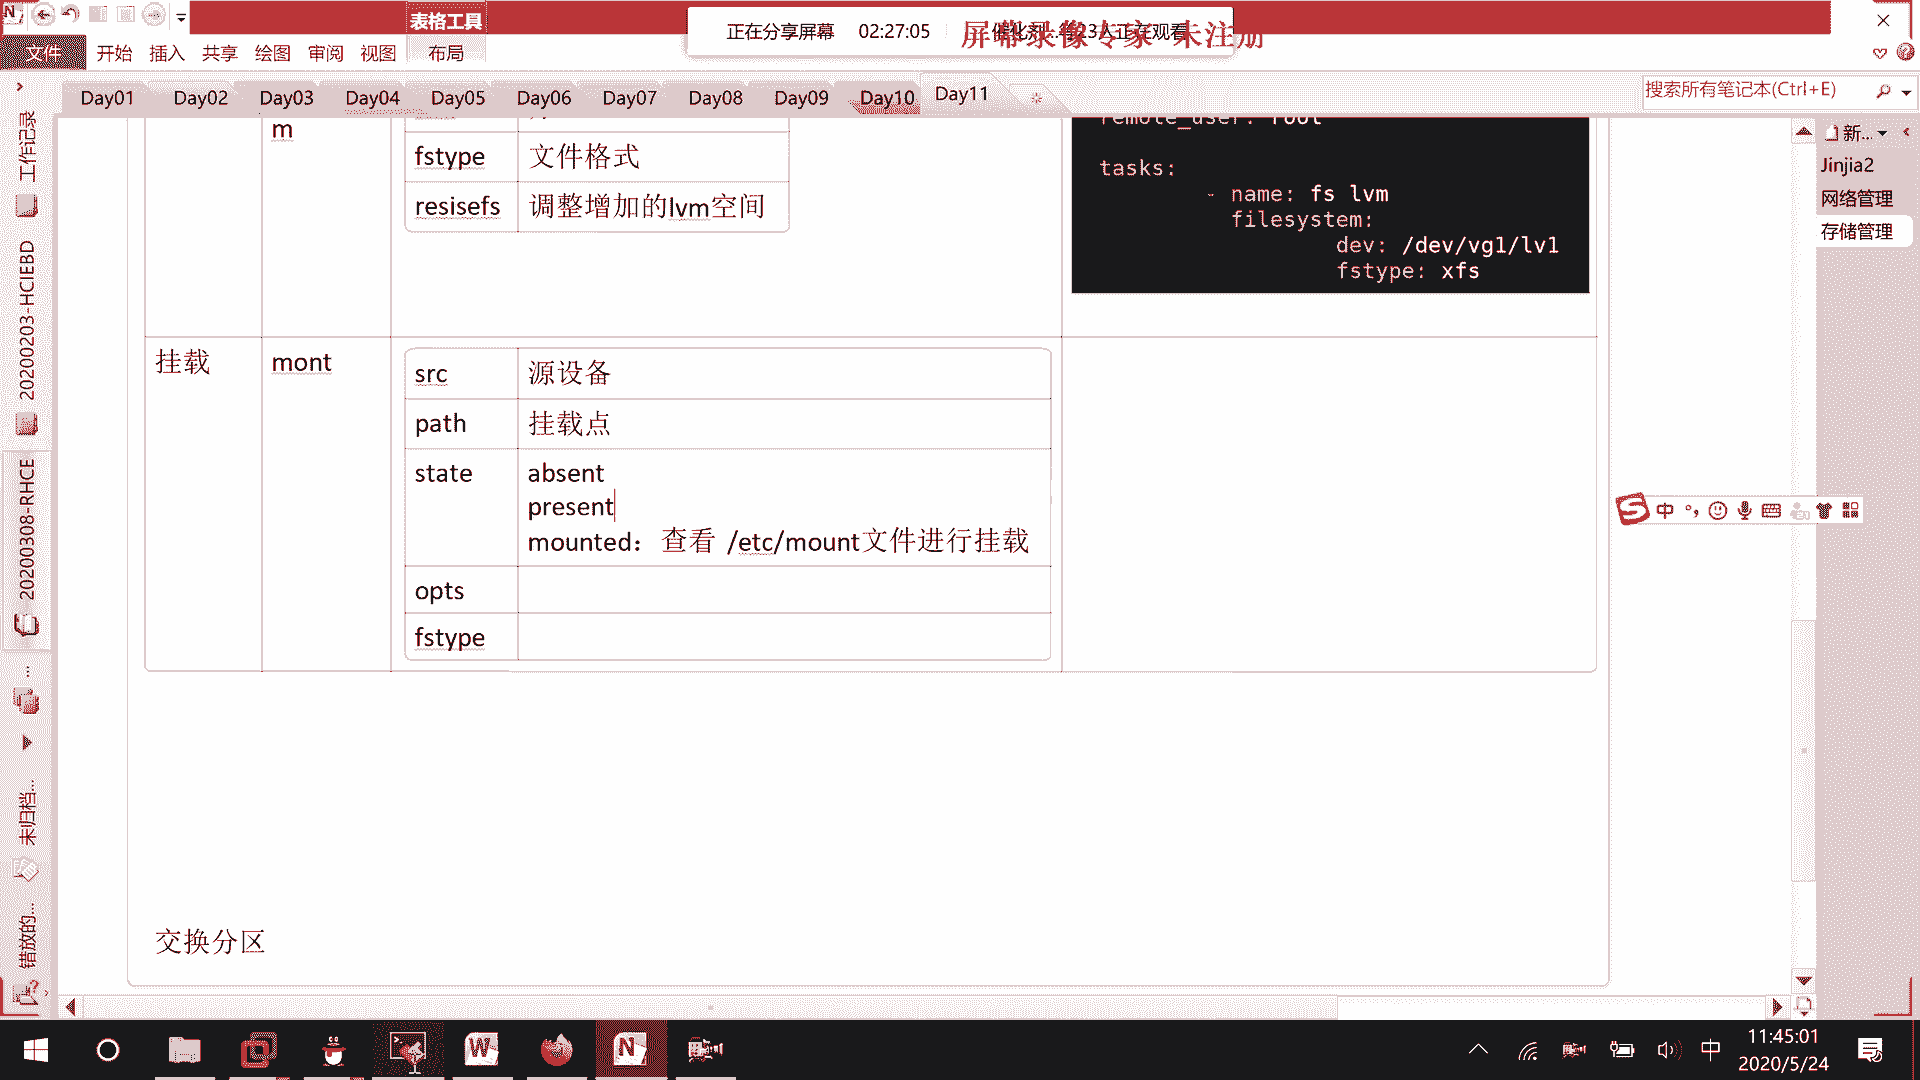 表格工具
正在分享屏幕 02:27:05
屏幕录像专家 未注册
文件 开始 插入 共享 绘图 审阅 视图 布局
Day01 Day02 Day03 Day04 Day05 Day06 Day07 Day08 Day09 Day10 Day11
搜索所有笔记本(Ctrl+E)
工作记录
20200203-HCIEBD
20200308-RHCE
...
未归档...
错放的...
新...
Jinjia2
网络管理
存储管理
m
fstype 文件格式
resisefs 调整增加的lvm空间
remote_user: root
tasks:
- name: fs lvm
filesystem:
dev: /dev/vg1/lv1
fstype: xfs
挂载 mont
src 源设备
path 挂载点
state absent
present
mounted：查看 /etc/mount文件进行挂载
opts
fstype
交换分区
中
中
11:45:01
2020/5/24